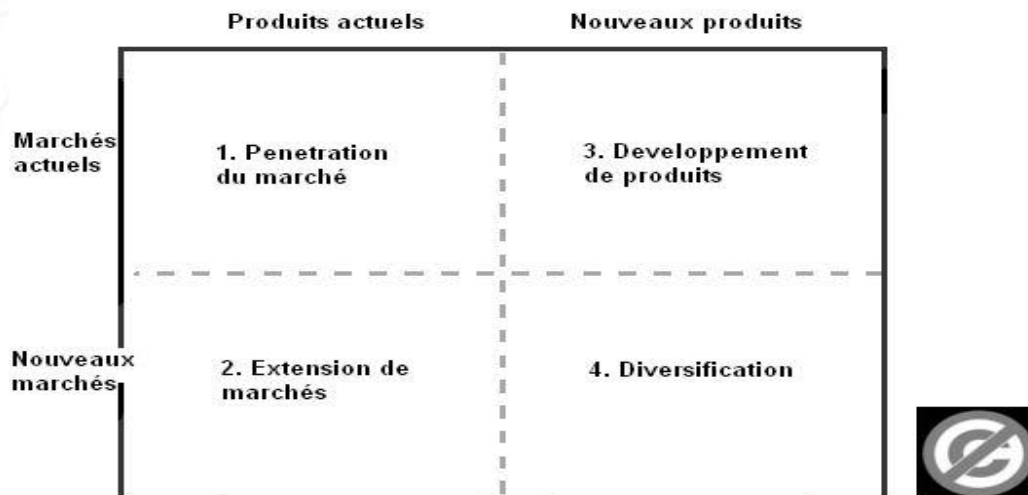 Produits actuels
Nouveaux produits
Marchés
actuels
1. Penetration
du marché
3. Developpement
de produits
Nouveaux
marchés
2. Extension de
marchés
4. Diversification